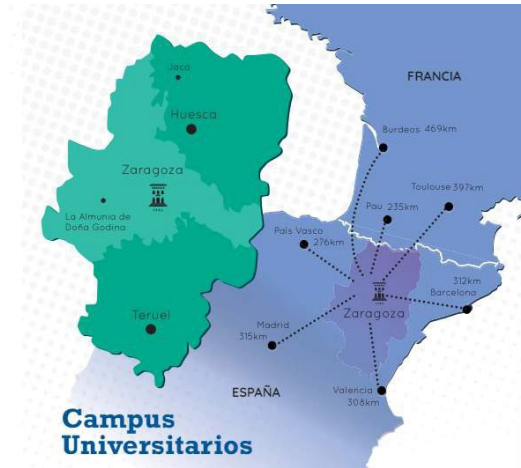 FRANCIA
Jaca
Huesca
Burdeos 469km
Zaragoza
Toulouse 397km
Pau 235km
La Almunia de
Doña Godina
País Vasco
276km
312km
Barcelona
Zaragoza
Teruel
Madrid
315km
ESPAÑA
Valencia
308km
Campus
Universitarios